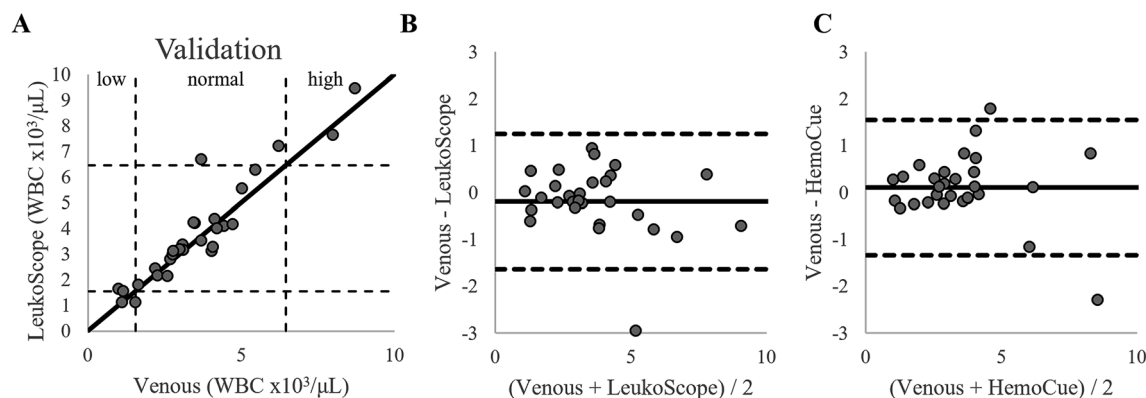 A
Validation
low normal high
LeukoScope (WBC x10³/μL)
10
9
8
7
6
5
4
3
2
1
0
0 5 10
Venous (WBC x10³/μL)
B
Venous - LeukoScope
3
2
1
0
-1
-2
-3
0 5 10
(Venous + LeukoScope) / 2
C
Venous - HemoCue
3
2
1
0
-1
-2
-3
0 5 10
(Venous + HemoCue) / 2